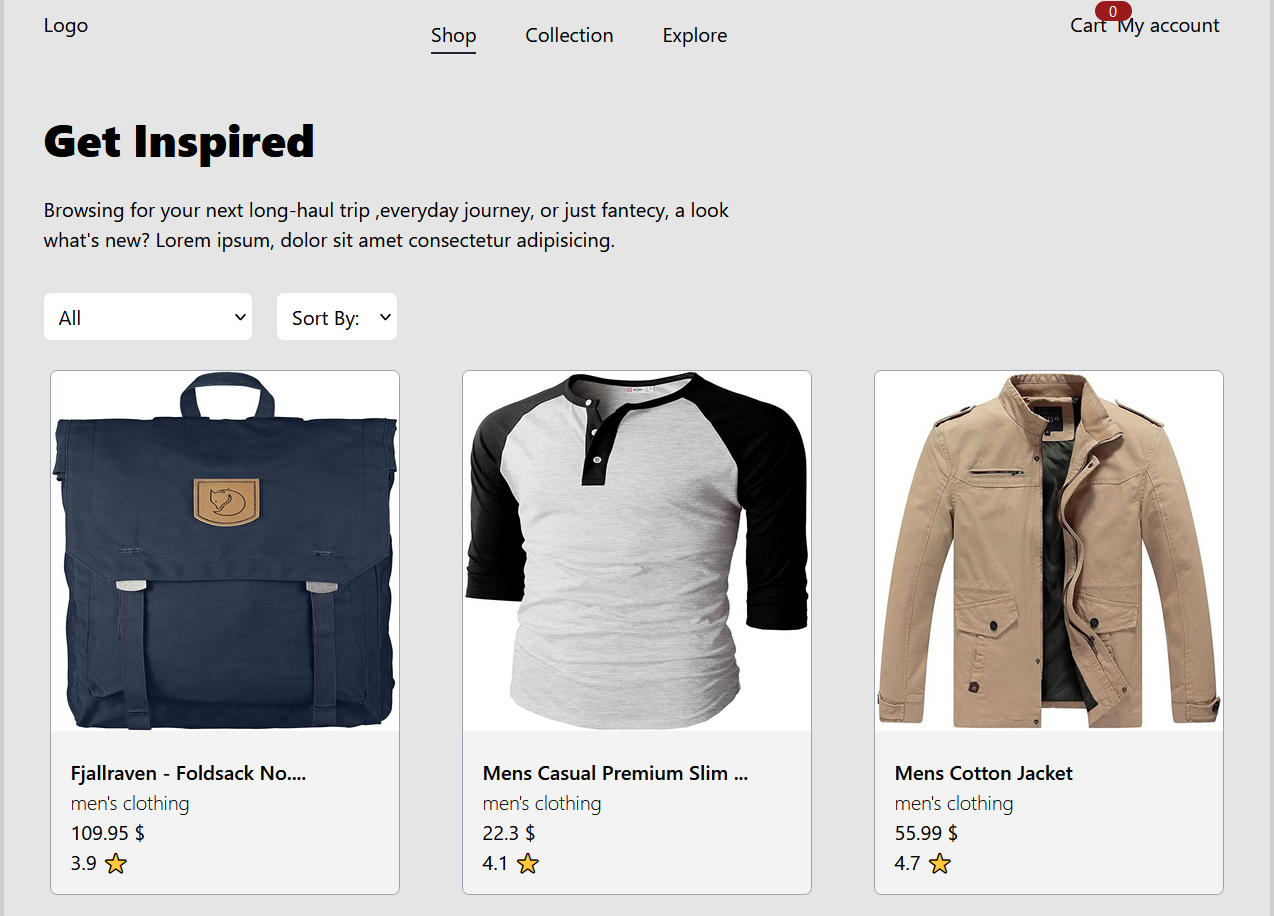 0
Logo
Shop
Collection
Explore
Cart
My account
Get Inspired
Browsing for your next long-haul trip ,everyday journey, or just fantecy, a look
what's new? Lorem ipsum, dolor sit amet consectetur adipisicing.
All
Sort By:
Fjallraven - Foldsack No....
men's clothing
109.95 $
3.9
Mens Casual Premium Slim ...
men's clothing
22.3 $
4.1
Mens Cotton Jacket
men's clothing
55.99 $
4.7